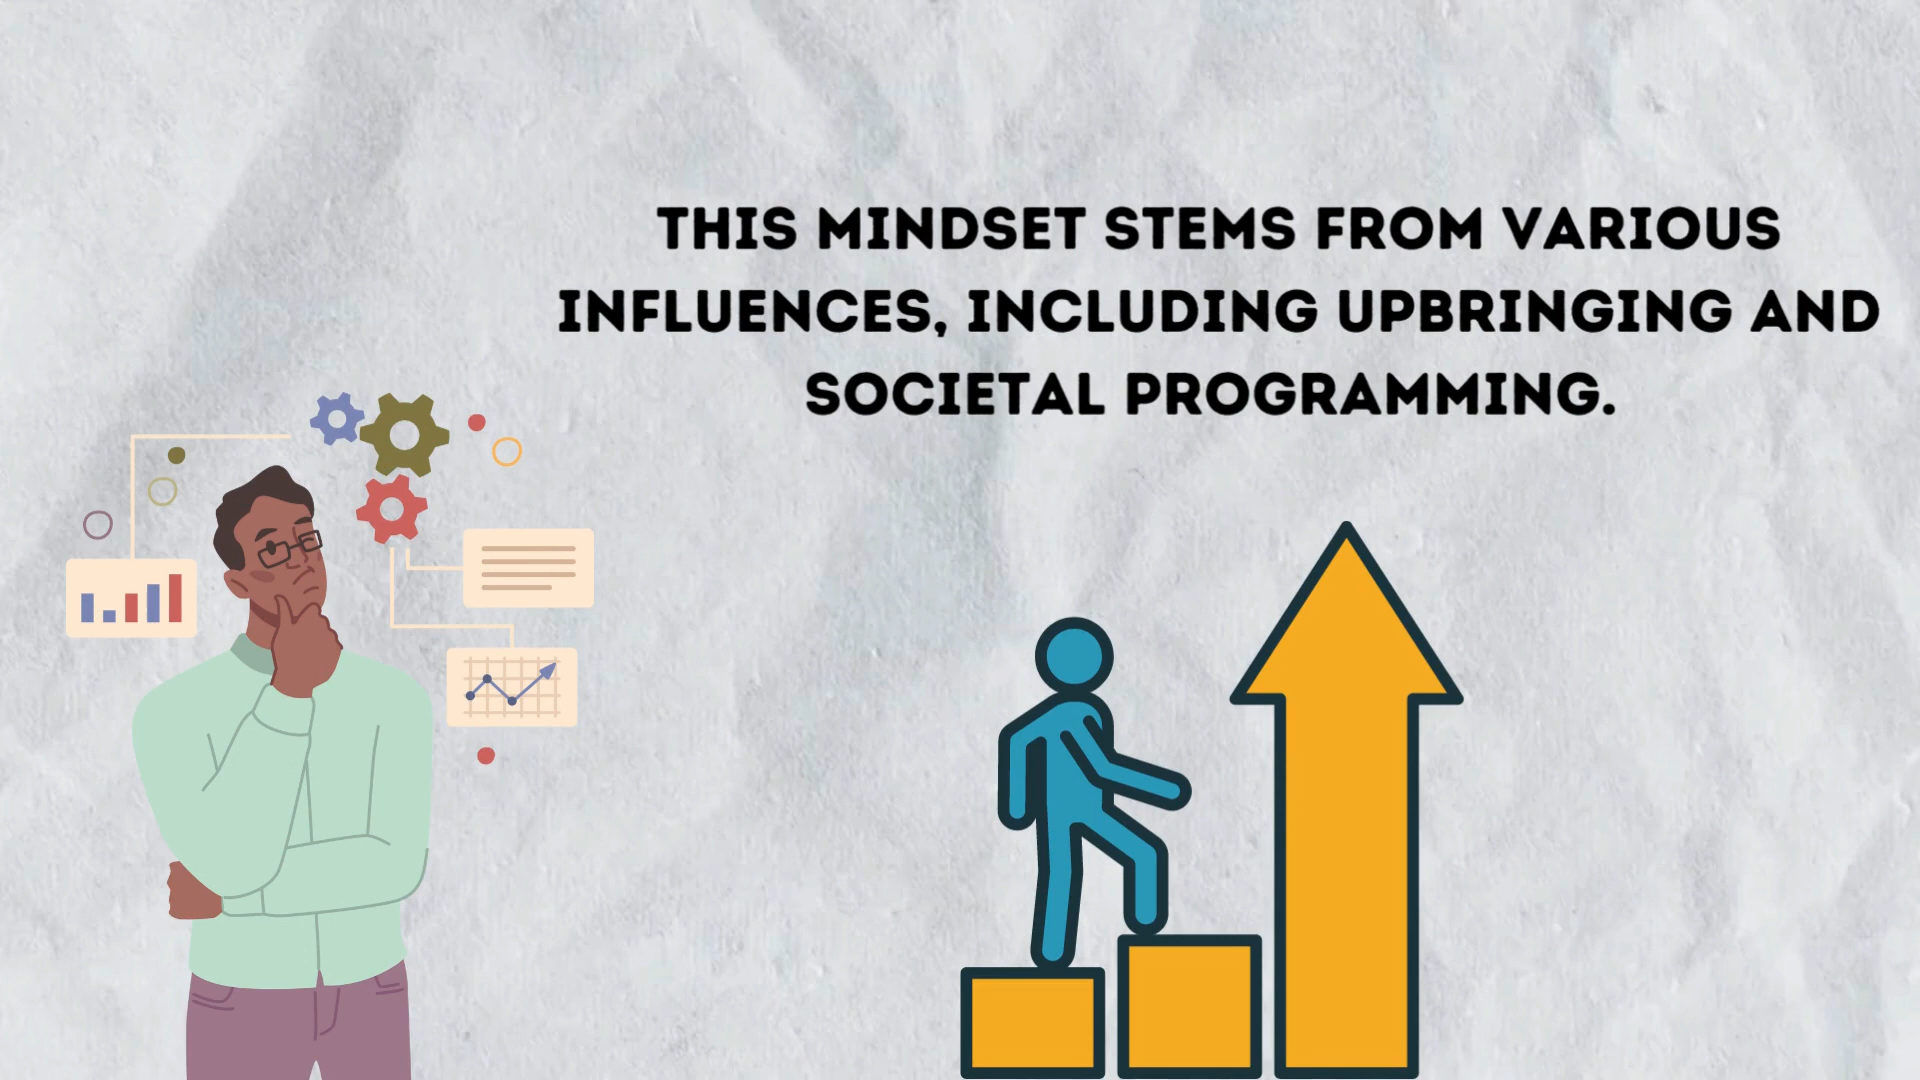 THIS MINDSET STEMS FROM VARIOUS
INFLUENCES, INCLUDING UPBRINGING AND
SOCIETAL PROGRAMMING.